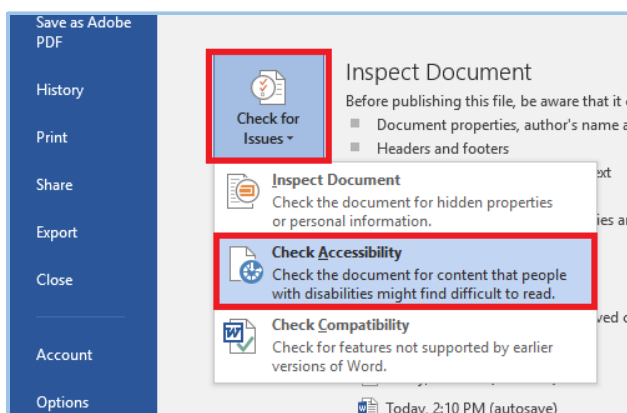 Save as Adobe
PDF
History
Print
Share
Export
Close
Account
Options
Check for
Issues
Inspect Document
Before publishing this file, be aware that it
Document properties, author's name
Headers and footers
Inspect Document
Check the document for hidden properties
or personal information.
Check Accessibility
Check the document for content that people
with disabilities might find difficult to read.
Check Compatibility
Check for features not supported by earlier
versions of Word.
Today, 2:10 PM (autosave)